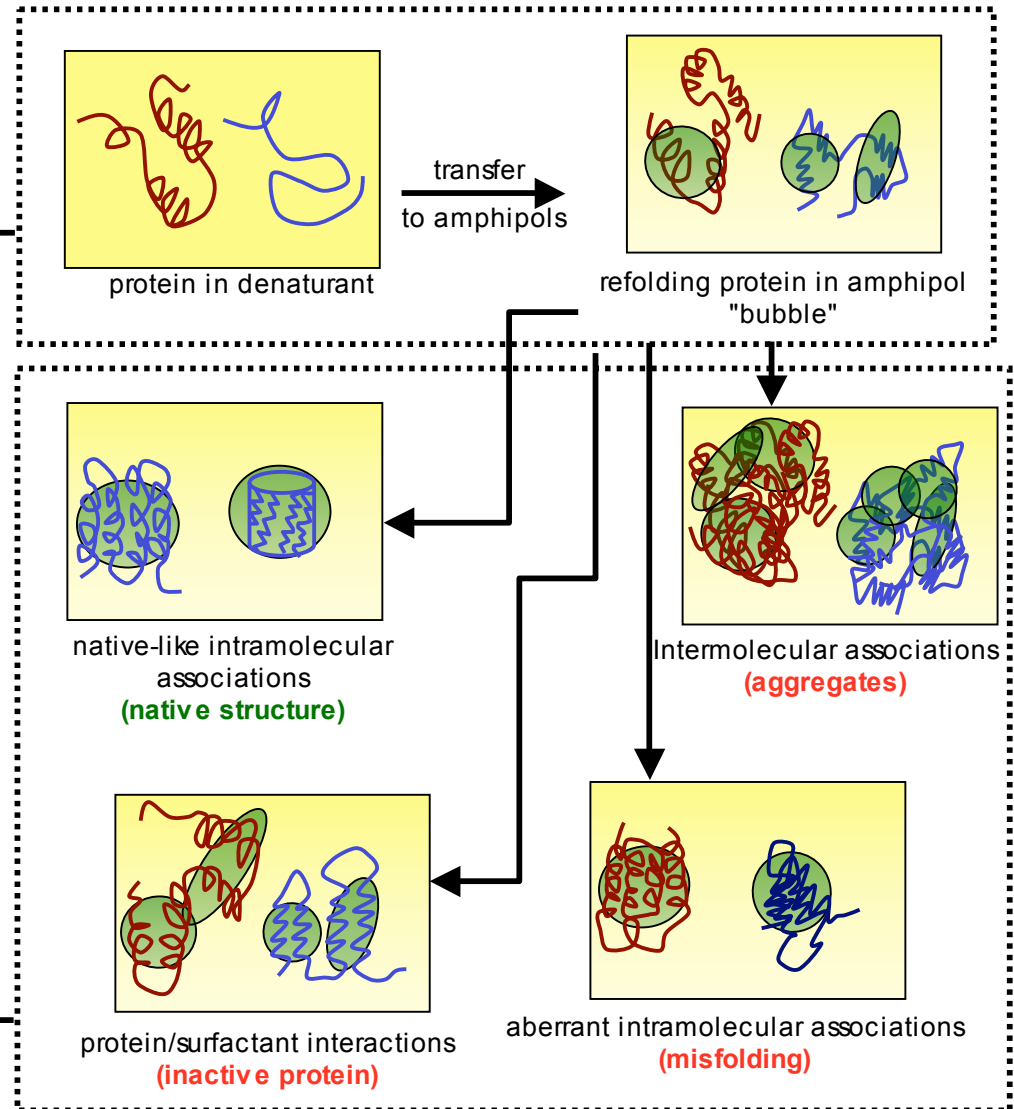 transfer
to amphipols
protein in denaturant
refolding protein in amphipol
"bubble"
native-like intramolecular
associations
(native structure)
Intermolecular associations
(aggregates)
protein/surfactant interactions
(inactive protein)
aberrant intramolecular associations
(misfolding)